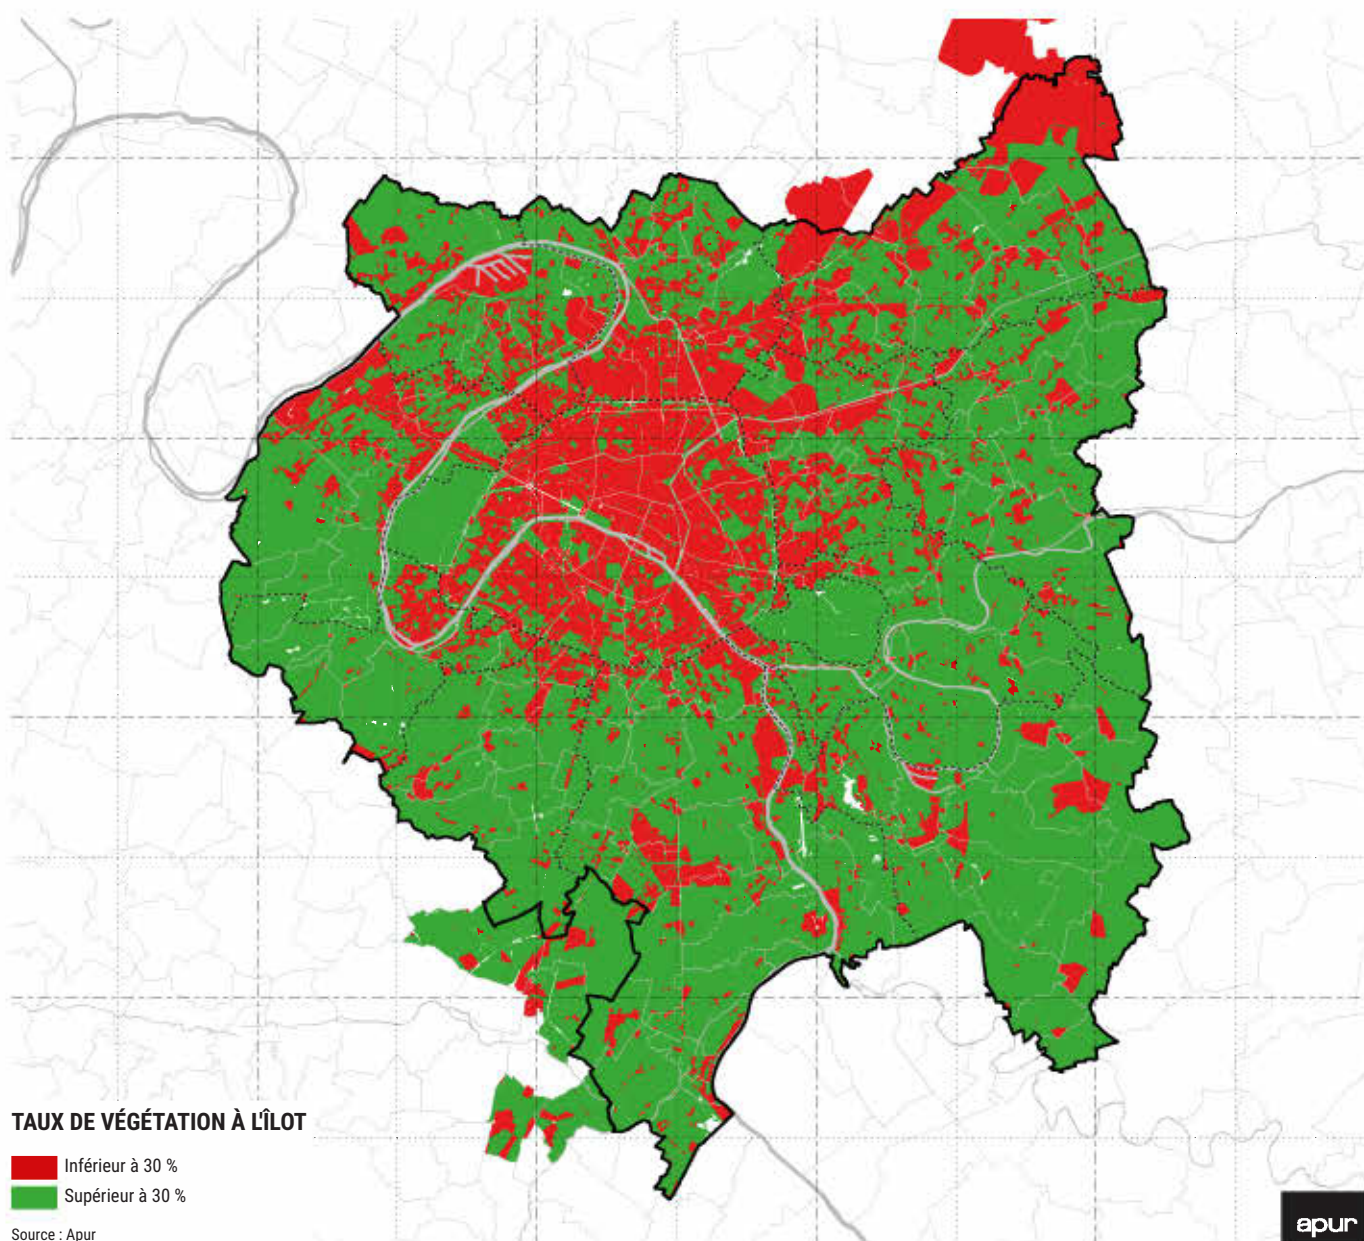 TAUX DE VÉGÉTATION À L'ÎLOT
Inférieur à 30 %
Supérieur à 30 %
Source : Apur
apur